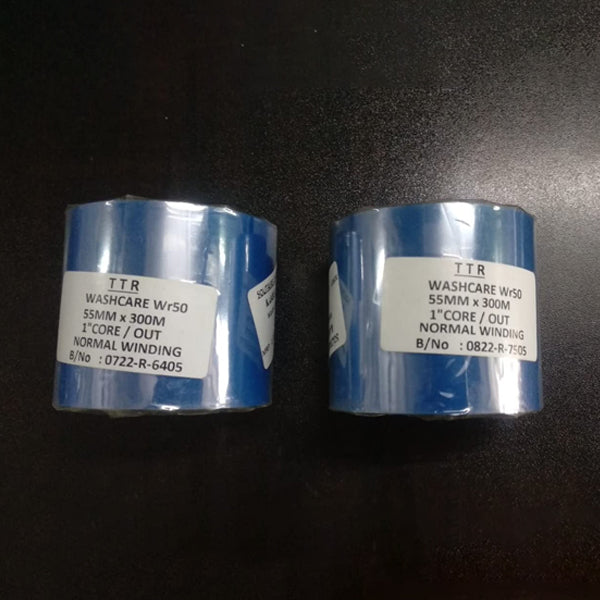 TTR
WASHCARE Wr50
55MM x 300M
1"CORE / OUT
NORMAL WINDING
B/No : 0722-R-6405
TTR
WASHCARE Wr50
55MM x 300M
1"CORE / OUT
NORMAL WINDING
B/No : 0822-R-7505